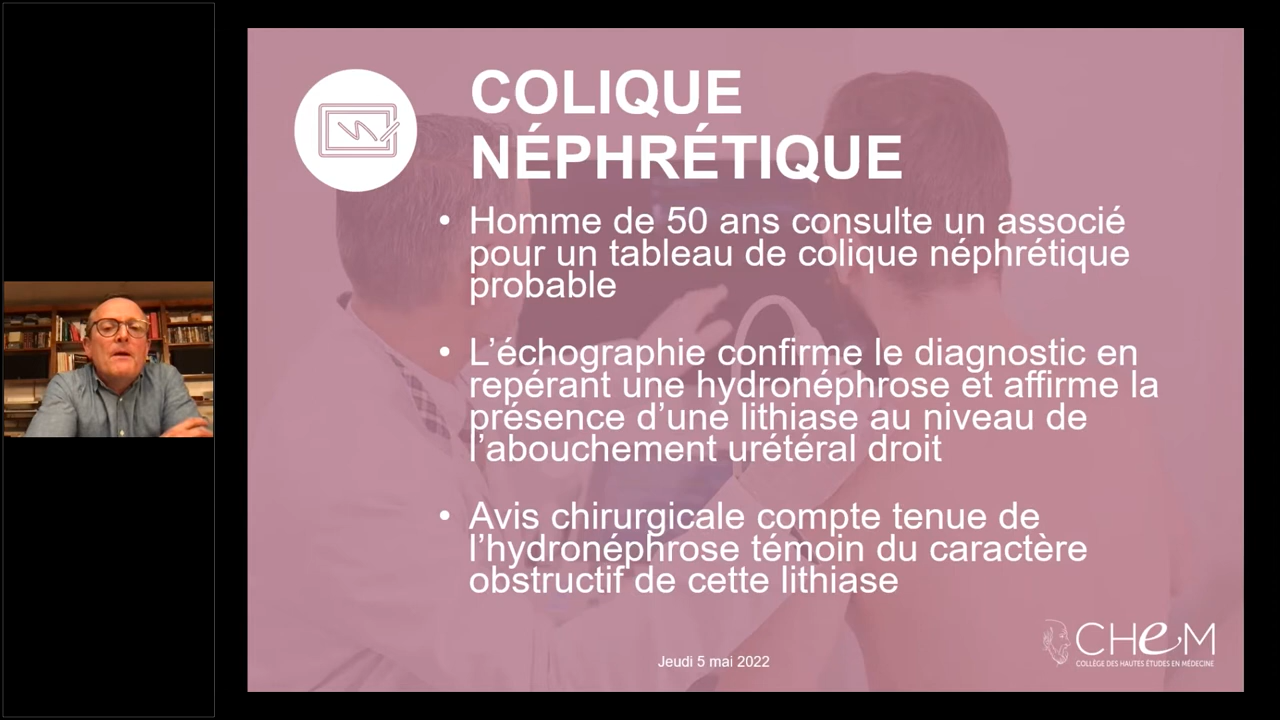 COLIQUE
NÉPHRÉTIQUE
• Homme de 50 ans consulte un associé
pour un tableau de colique néphrétique
probable
• L’échographie confirme le diagnostic en
repérant une hydronéphrose et affirme la
présence d’une lithiase au niveau de
l’abouchement urétéral droit
• Avis chirurgicale compte tenue de
l’hydronéphrose témoin du caractère
obstructif de cette lithiase
Jeudi 5 mai 2022
CHeM
COLLÈGE DES HAUTES ÉTUDES EN MÉDECINE